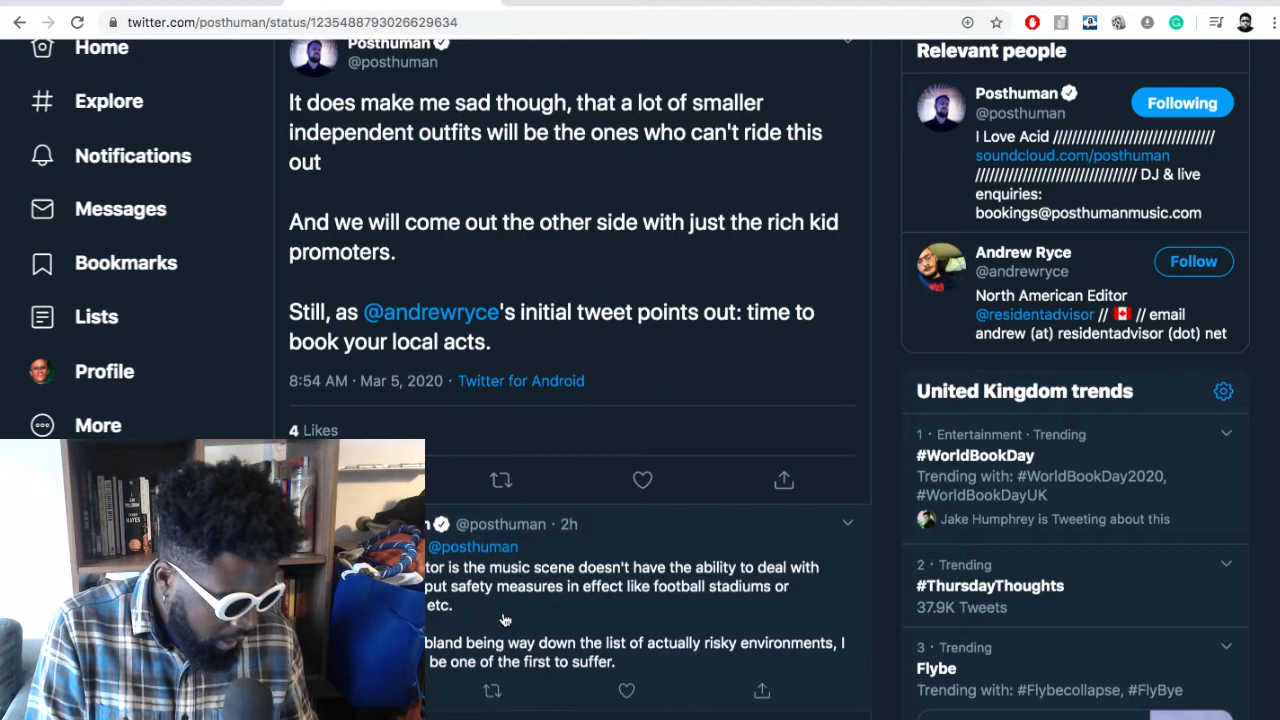 twitter.com/posthuman/status/1235488793026629634
Home
Explore
Notifications
Messages
Bookmarks
Lists
Profile
More
Posthuman
@posthuman
It does make me sad though, that a lot of smaller
independent outfits will be the ones who can't ride this
out
And we will come out the other side with just the rich kid
promoters.
Still, as @andrewryce's initial tweet points out: time to
book your local acts.
8:54 AM · Mar 5, 2020 · Twitter for Android
4 Likes
@posthuman · 2h
@posthuman
tor is the music scene doesn't have the ability to deal with
put safety measures in effect like football stadiums or
etc.
bland being way down the list of actually risky environments, I
be one of the first to suffer.
Relevant people
Posthuman
@posthuman
Following
I Love Acid ////////////////////////////////
soundcloud.com/posthuman
//////////////////////////////// DJ & live
enquiries:
bookings@posthumanmusic.com
Andrew Ryce
@andrewryce
Follow
North American Editor
@residentadvisor // 🇨🇦 // email
andrew (at) residentadvisor (dot) net
United Kingdom trends
1 · Entertainment · Trending
#WorldBookDay
Trending with: #WorldBookDay2020,
#WorldBookDayUK
Jake Humphrey is Tweeting about this
2 · Trending
#ThursdayThoughts
37.9K Tweets
3 · Trending
Flybe
Trending with: #Flybecollapse, #FlyBye